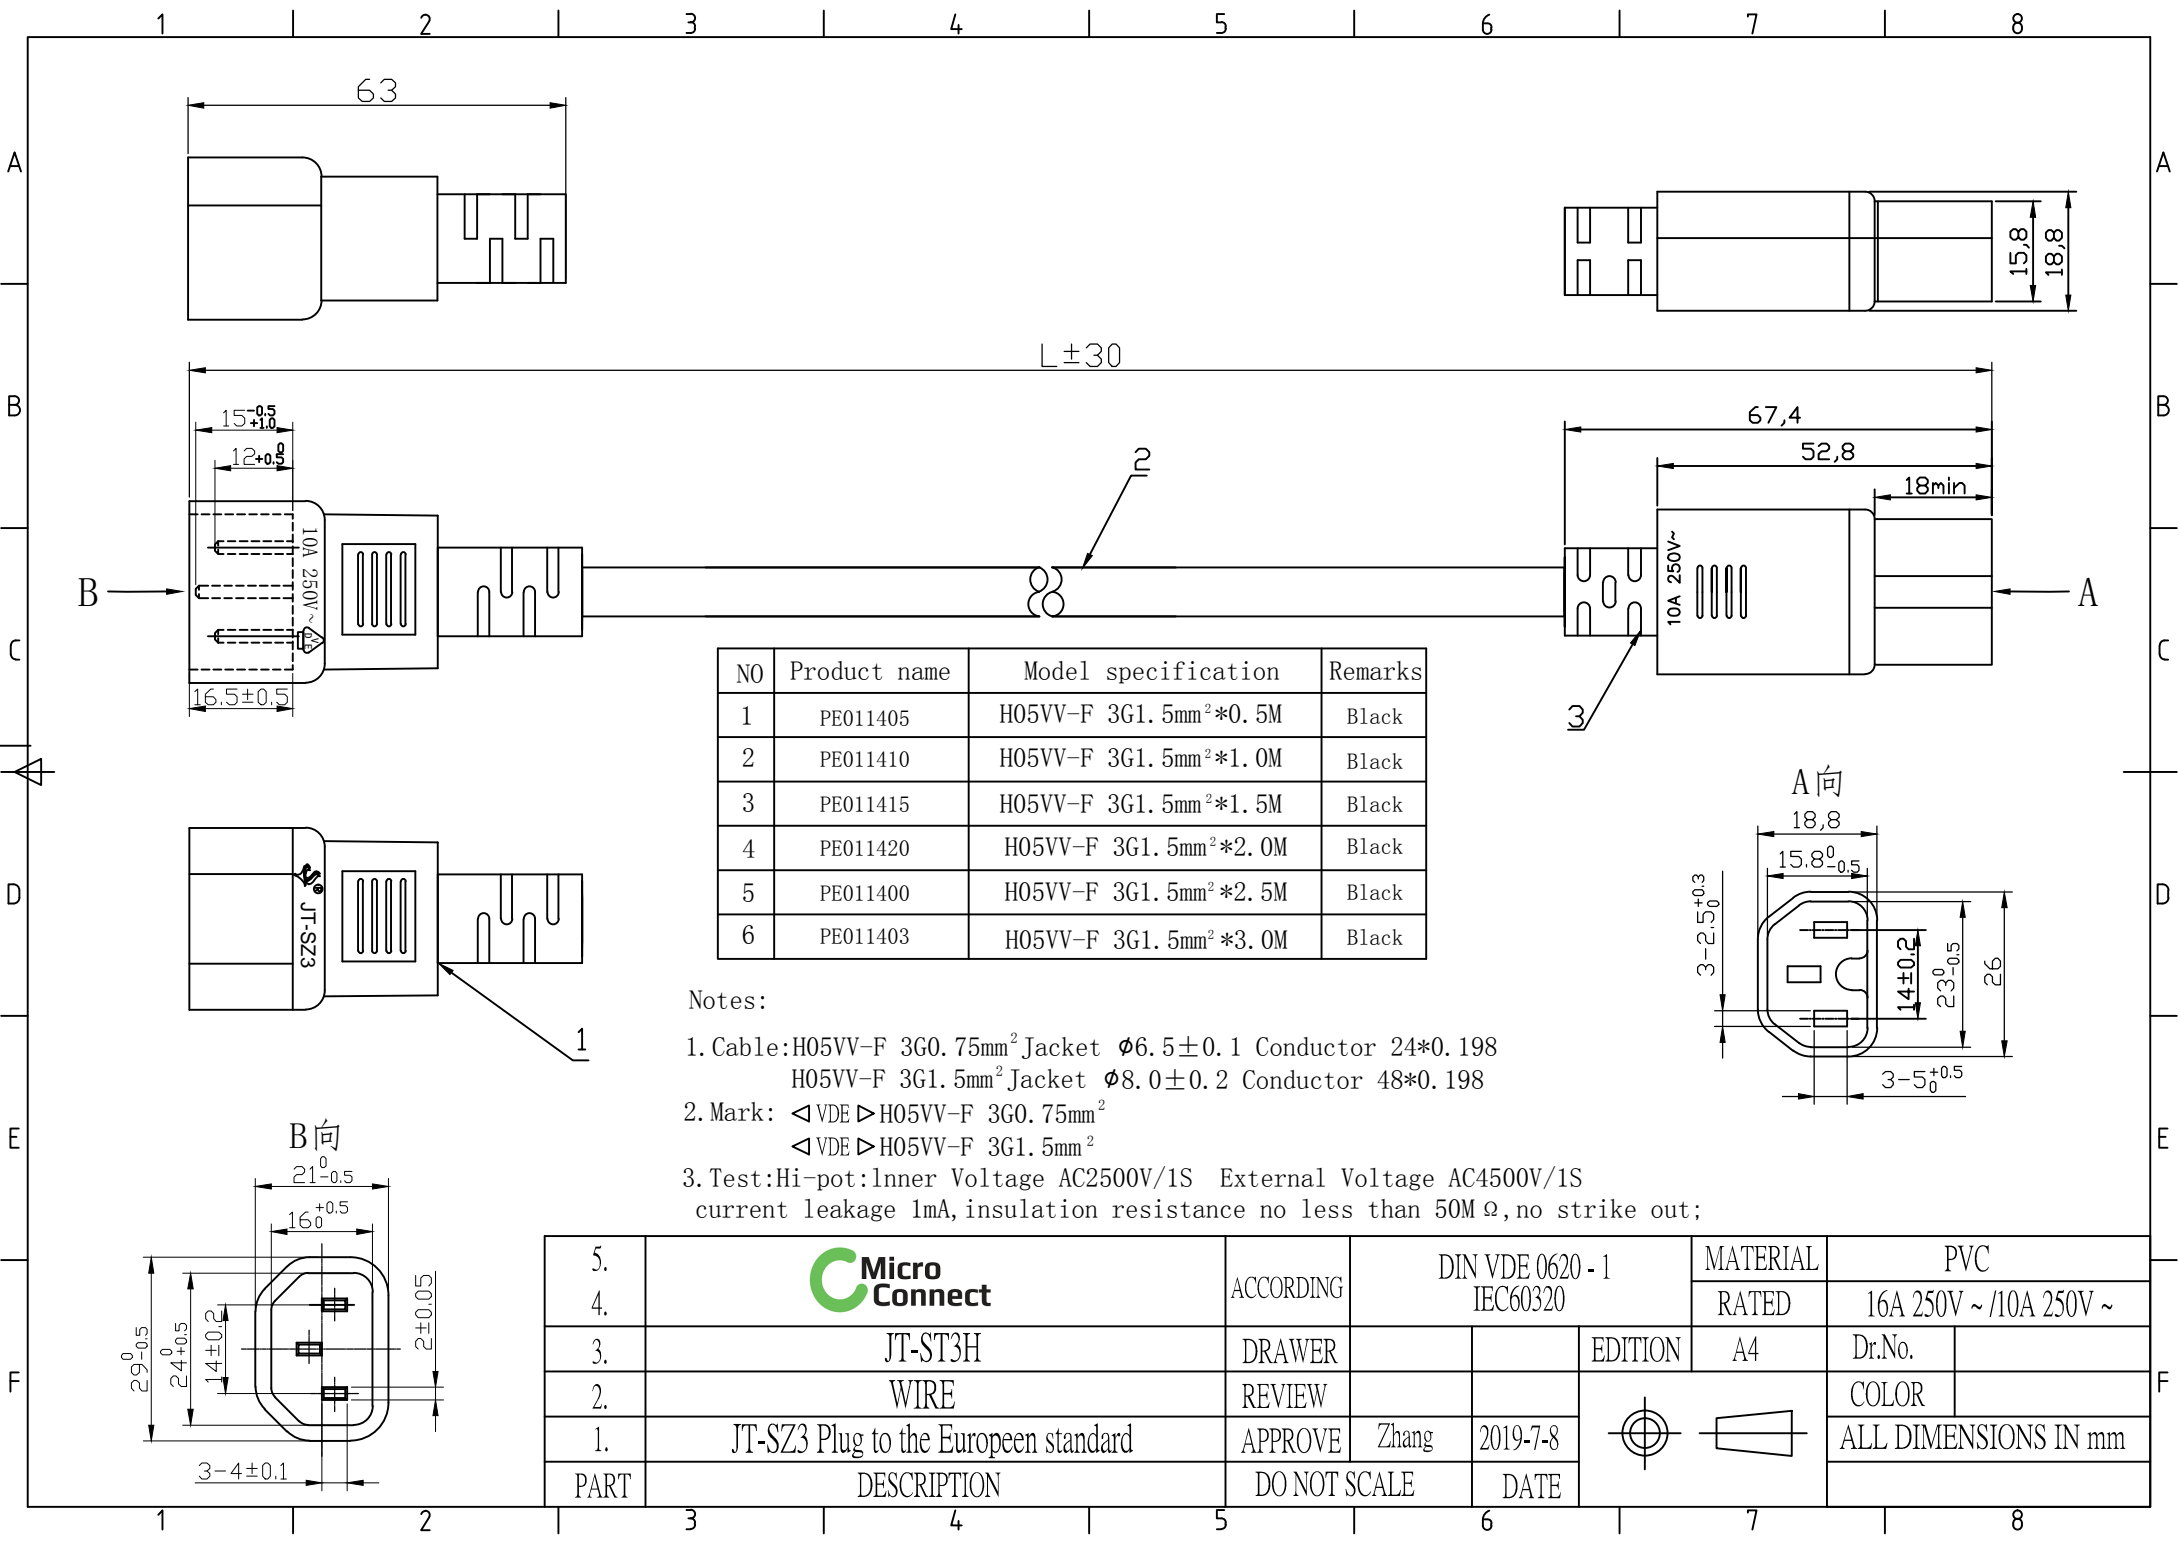 1 2 3 4 5 6 7 8
A A
63
15,8
18,8
L±30
B B
15 -0.5 +1.0
12 +0.5 0
2
67,4
52,8
18min
10A 250V~
VDE
10A 250V~
B
A
C C
16.5±0.5
3
NO Product name Model specification Remarks
1 PE011405 H05VV-F 3G1.5mm²*0.5M Black
2 PE011410 H05VV-F 3G1.5mm²*1.0M Black
3 PE011415 H05VV-F 3G1.5mm²*1.5M Black
4 PE011420 H05VV-F 3G1.5mm²*2.0M Black
5 PE011400 H05VV-F 3G1.5mm²*2.5M Black
6 PE011403 H05VV-F 3G1.5mm²*3.0M Black
A向
18,8
15.8 0 -0.5
3-2.5 +0.3 0
14±0.2
23 0 -0.5
26
3-5 +0.5 0
D D
® JT-SZ3
1
Notes:
1.Cable:H05VV-F 3G0.75mm²Jacket ϕ6.5±0.1 Conductor 24*0.198
H05VV-F 3G1.5mm²Jacket ϕ8.0±0.2 Conductor 48*0.198
2.Mark: ◁VDE▷H05VV-F 3G0.75mm²
◁VDE▷H05VV-F 3G1.5mm²
3.Test:Hi-pot:lnner Voltage AC2500V/1S External Voltage AC4500V/1S
current leakage 1mA,insulation resistance no less than 50MΩ,no strike out;
E E
B向
21 0 -0.5
16 +0.5 0
29 0 -0.5
24 0 +0.5
14±0.2
2±0.05
3-4±0.1
F F
5.
4.
Micro
Connect
ACCORDING
DIN VDE 0620 - 1
IEC60320
MATERIAL PVC
RATED 16A 250V ~ /10A 250V ~
3. JT-ST3H DRAWER EDITION A4 Dr.No.
2. WIRE REVIEW COLOR
1. JT-SZ3 Plug to the Europeen standard APPROVE Zhang 2019-7-8 ALL DIMENSIONS IN mm
PART DESCRIPTION DO NOT SCALE DATE
1 2 3 4 5 6 7 8